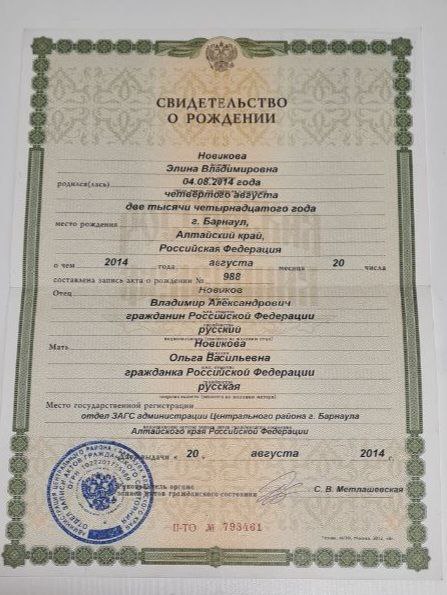 СВИДЕТЕЛЬСТВО
О РОЖДЕНИИ
Новикова
Элина Владимировна
родился(лась) 04.08.2014 года
четвертого августа
две тысячи четырнадцатого года
место рождения г. Барнаул,
Алтайский край,
Российская Федерация
о чем 2014 года августа месяца 20 числа
составлена запись акта о рождении № 988
Отец Новиков
Владимир Александрович
гражданин Российской Федерации
русский
Мать Новикова
Ольга Васильевна
гражданка Российской Федерации
русская
Место государственной регистрации
отдел ЗАГС администрации Центрального района г. Барнаула
Алтайского края Российской Федерации
выдачи « 20 » августа 2014 г.
Руководитель органа
записи актов гражданского состояния С. В. Метлашевская
II-ТО № 793461